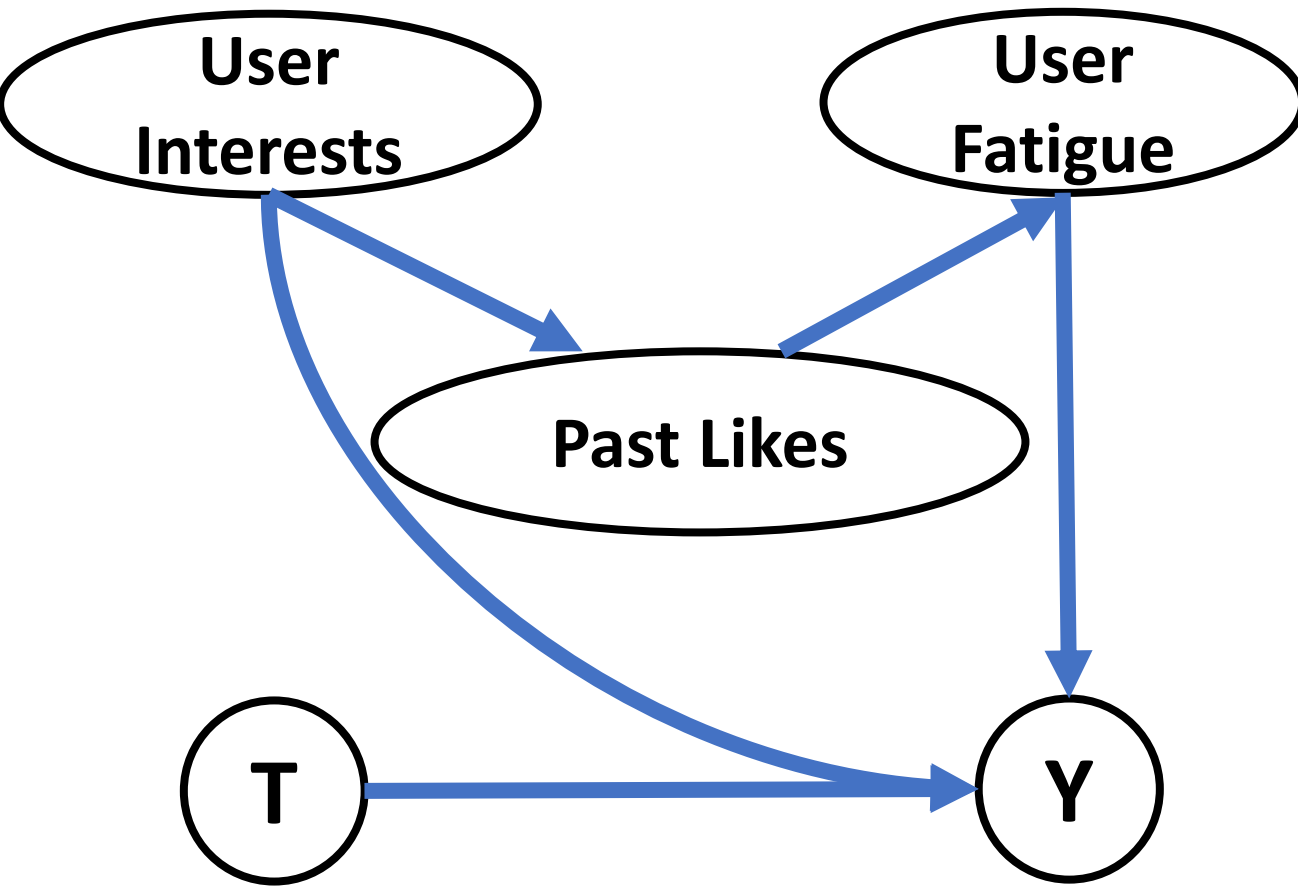 User
Interests
User
Fatigue
Past Likes
T
Y